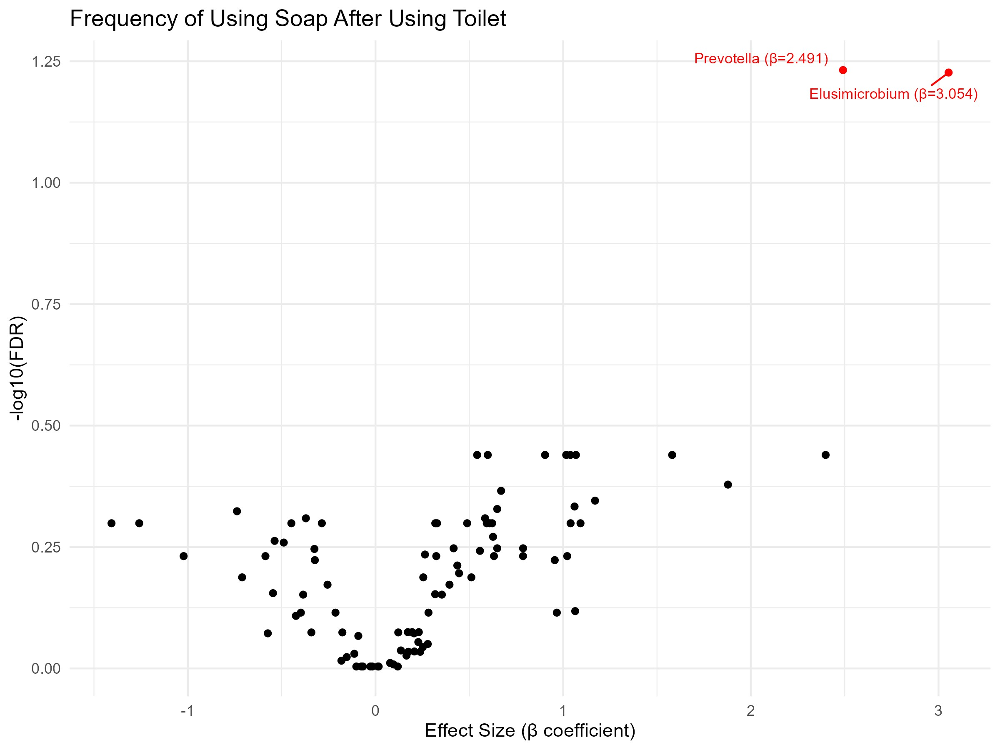 Frequency of Using Soap After Using Toilet
1.25
1.00
0.75
0.50
0.25
0.00
-log10(FDR)
Prevotella (β=2.491)
Elusimicrobium (β=3.054)
-1 0 1 2 3
Effect Size (β coefficient)